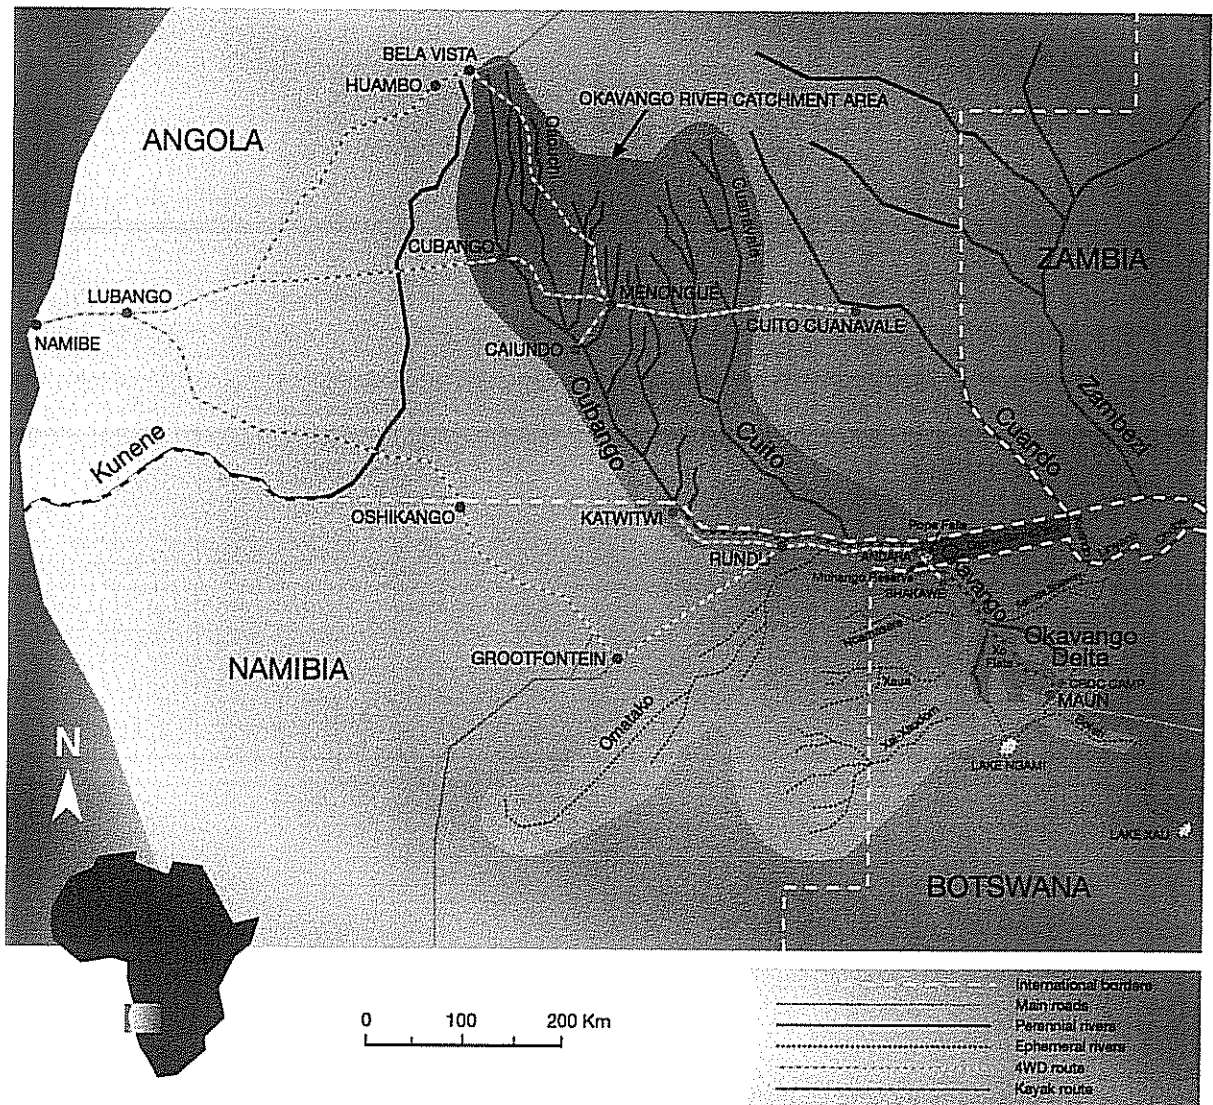 BELA VISTA
HUAMBO
OKAVANGO RIVER CATCHMENT AREA
ANGOLA
Cuanavale
CUBANGO
ZAMBIA
LUBANGO
MENONGUE
NAMIBE
CUITO CUANAVALE
CAIUNDO
Cubango
Cuito
Cuando
Zambezi
Kunene
OSHIKANGO
KATWITWI
Popa Falls
RUNDU
ANDARA
Mahango Reserve
SHAKAWE
Okavango
Okavango
Delta
NAMIBIA
GROOTFONTEIN
Xaua
MAUN
Omatako
LAKE NGAMI
N
LAKE XAU
BOTSWANA
International borders
Main roads
Perennial rivers
Ephemeral rivers
4WD route
Kayak route
0 100 200 Km